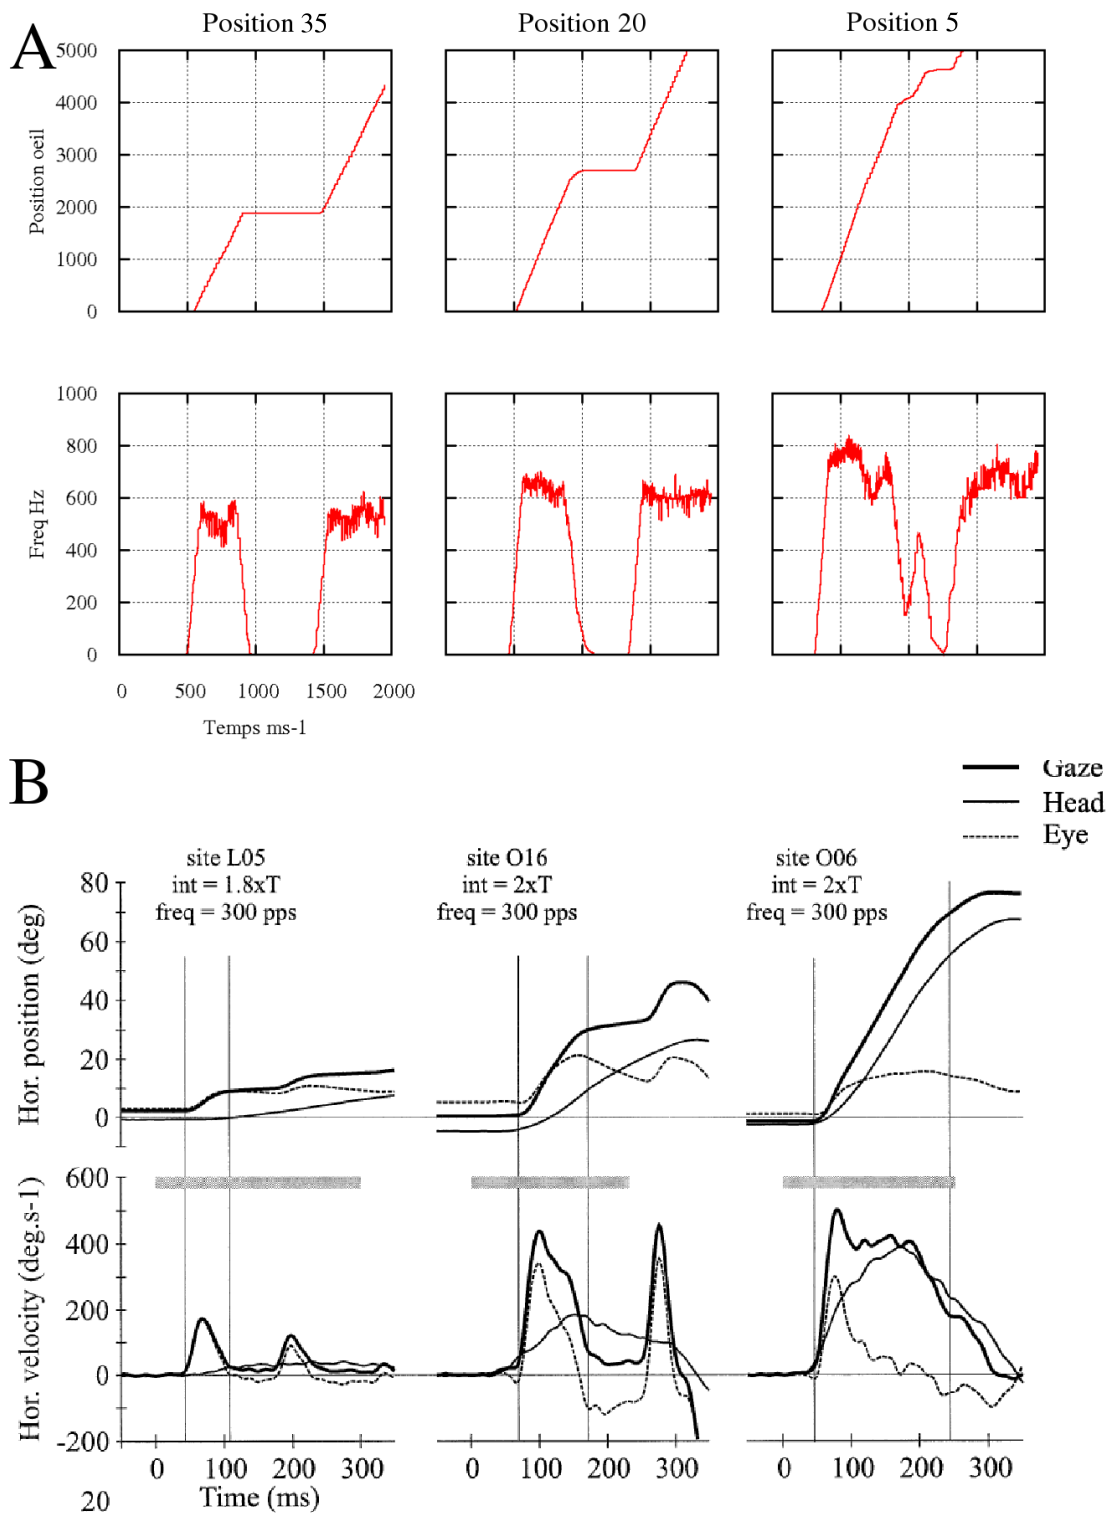 A
Position 35
Position 20
Position 5
5000
4000
3000
2000
1000
0
Position oeil
1000
800
600
400
200
0
Freq Hz
0 500 1000 1500 2000
Temps ms-1
B
Gaze
Head
Eye
site L05
int = 1.8xT
freq = 300 pps
site O16
int = 2xT
freq = 300 pps
site O06
int = 2xT
freq = 300 pps
80
60
40
20
0
Hor. position (deg)
600
400
200
0
-200
Hor. velocity (deg.s-1)
0 100 200 300
0 100 200 300
0 100 200 300
Time (ms)
20